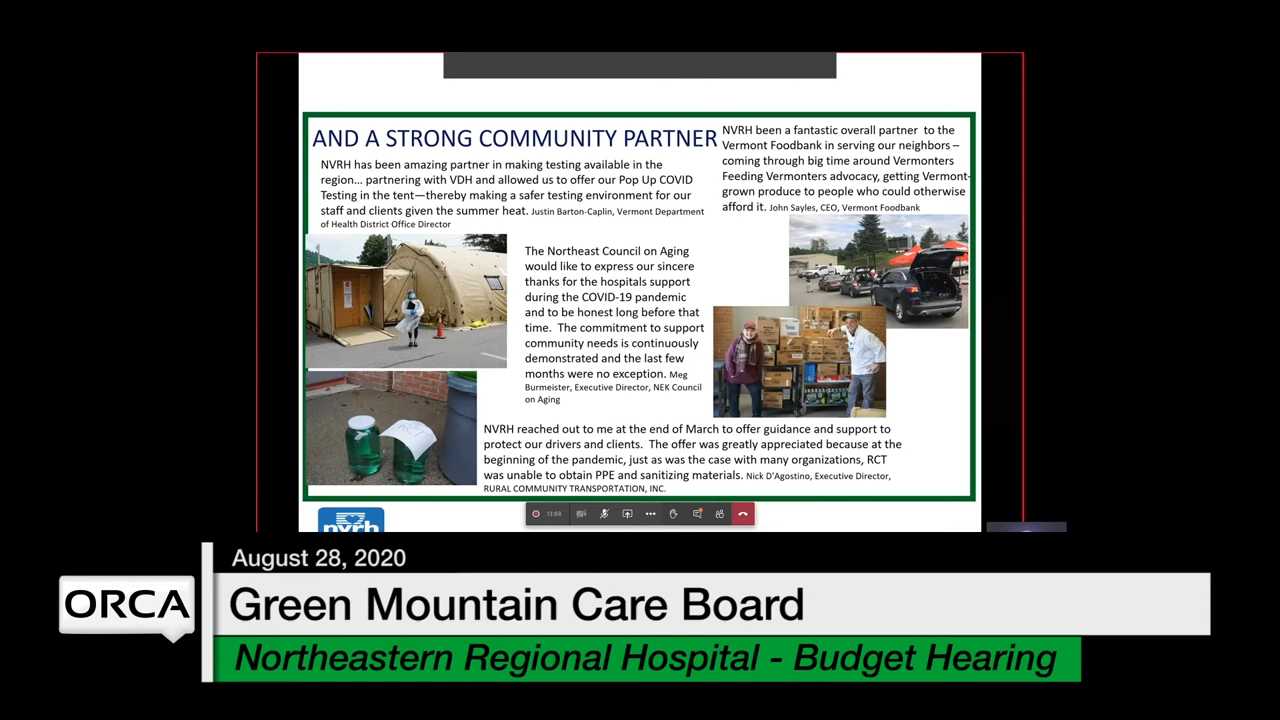 AND A STRONG COMMUNITY PARTNER
NVRH has been amazing partner in making testing available in the
region… partnering with VDH and allowed us to offer our Pop Up COVID
Testing in the tent—thereby making a safer testing environment for our
staff and clients given the summer heat. Justin Barton-Caplin, Vermont Department
of Health District Office Director
NVRH been a fantastic overall partner to the
Vermont Foodbank in serving our neighbors –
coming through big time around Vermonters
Feeding Vermonters advocacy, getting Vermont-
grown produce to people who could otherwise
afford it. John Sayles, CEO, Vermont Foodbank
The Northeast Council on Aging
would like to express our sincere
thanks for the hospitals support
during the COVID-19 pandemic
and to be honest long before that
time. The commitment to support
community needs is continuously
demonstrated and the last few
months were no exception. Meg
Burmeister, Executive Director, NEK Council
on Aging
RCT
NVRH reached out to me at the end of March to offer guidance and support to
protect our drivers and clients. The offer was greatly appreciated because at the
beginning of the pandemic, just as was the case with many organizations, RCT
was unable to obtain PPE and sanitizing materials. Nick D'Agostino, Executive Director,
RURAL COMMUNITY TRANSPORTATION, INC.
nvrh
August 28, 2020
ORCA
Green Mountain Care Board
Northeastern Regional Hospital - Budget Hearing